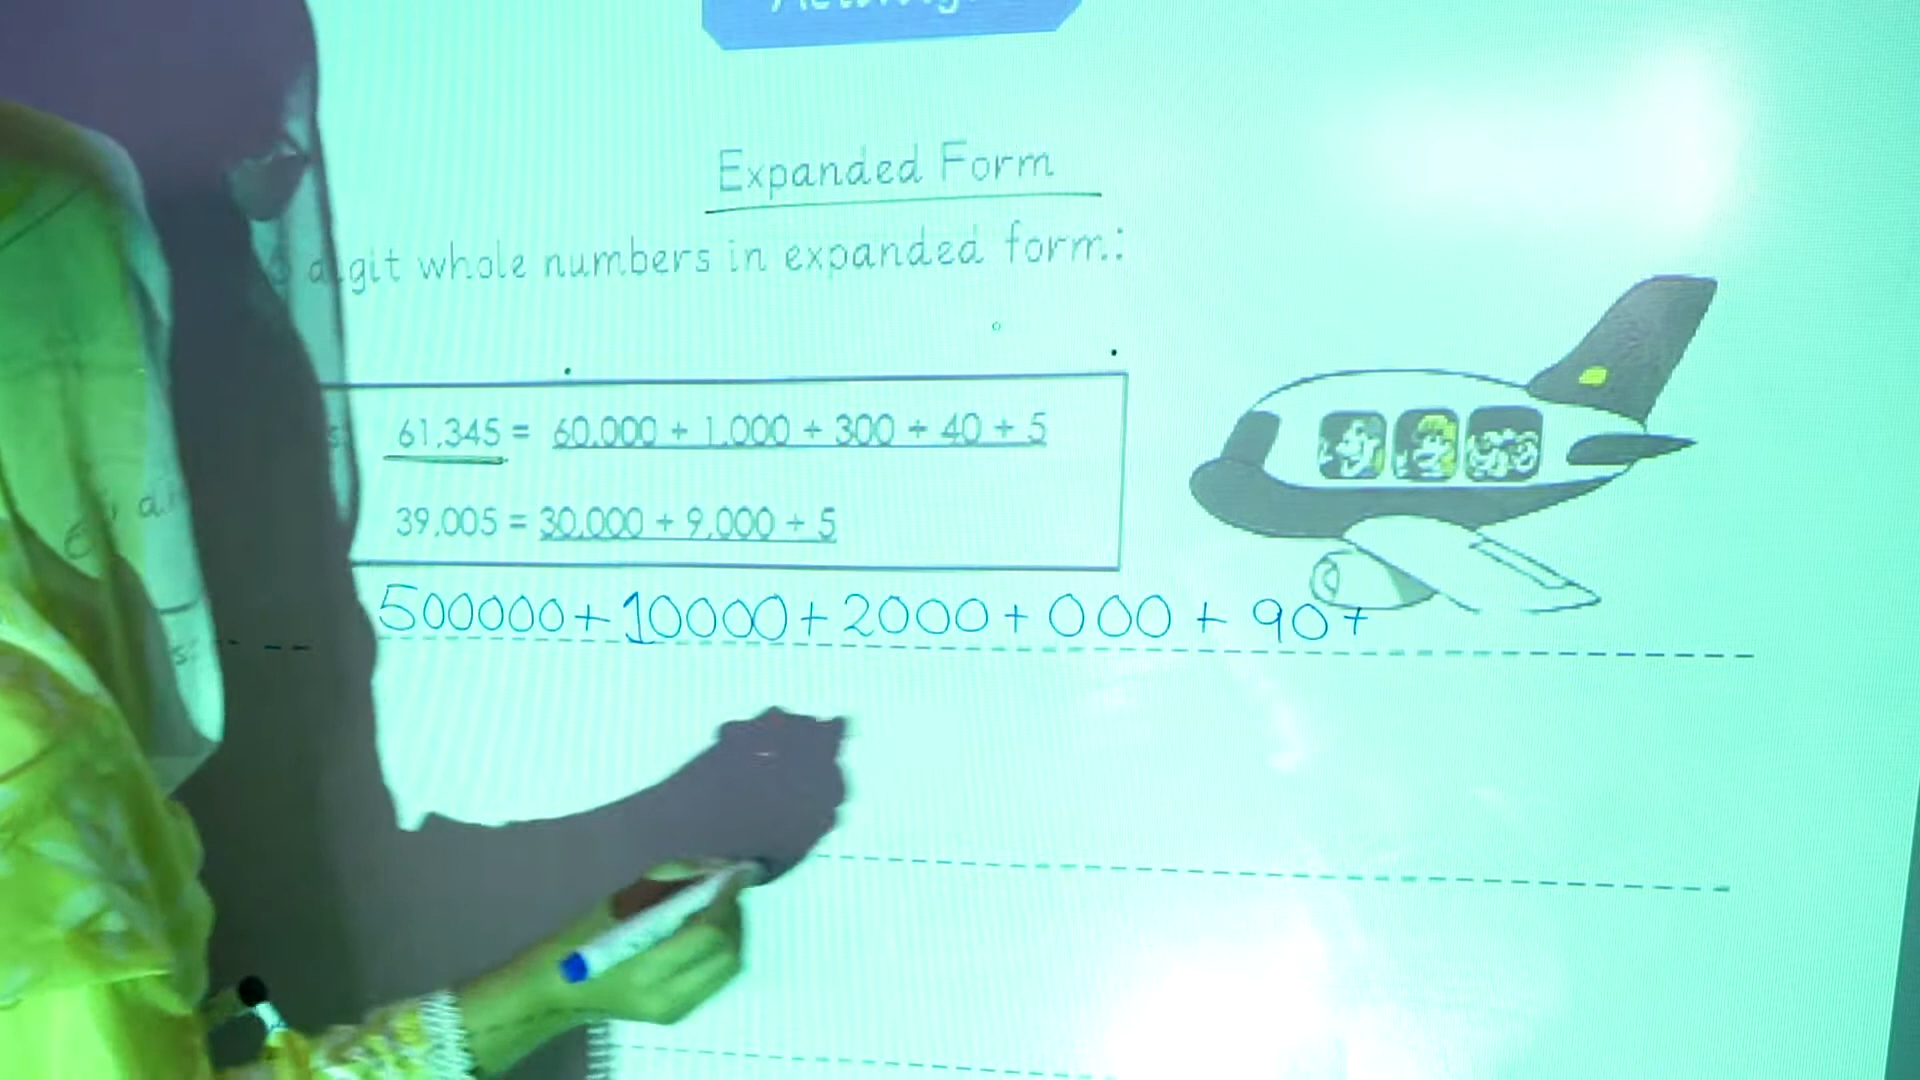 Expanded Form
digit whole numbers in expanded form.:
61,345 = 60,000 + 1,000 + 300 + 40 + 5
39,005 = 30,000 + 9,000 + 5
500000+10000+2000+000+90+